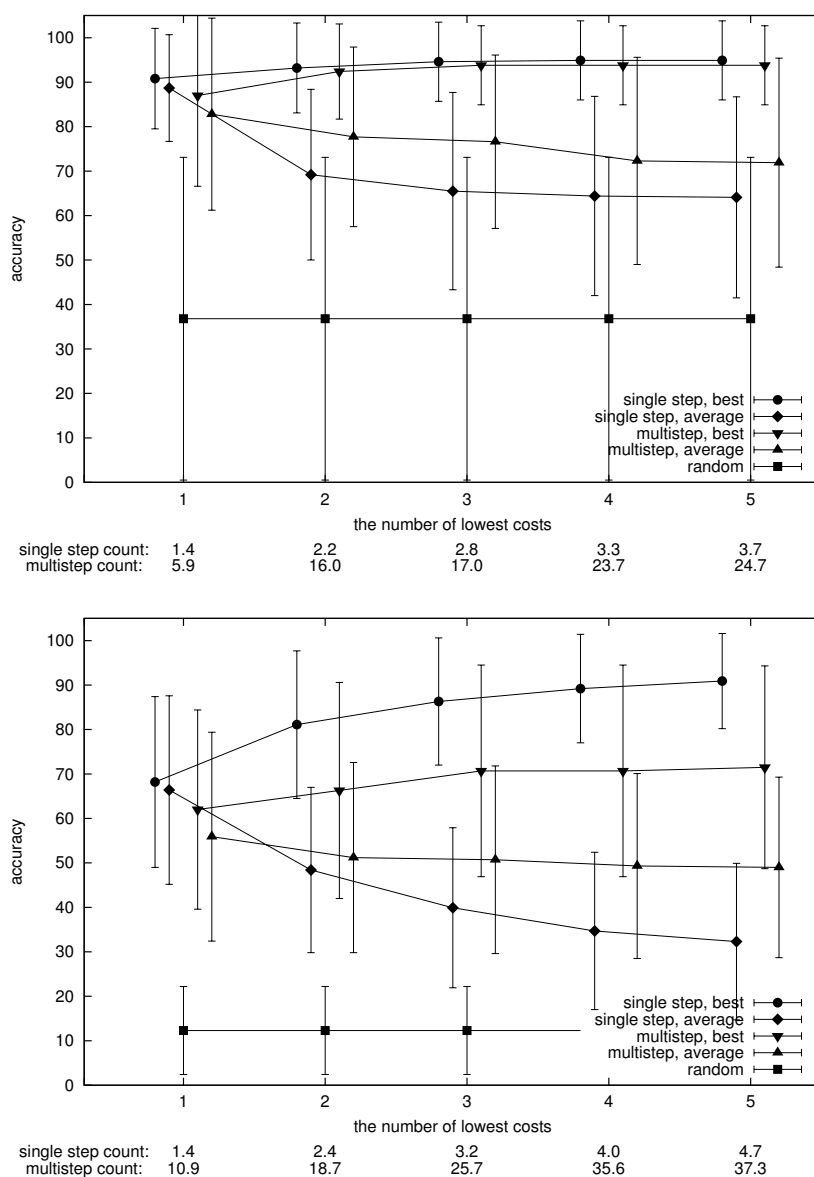 100
90
80
70
60
50
40
30
20
10
0
accuracy
single step, best
single step, average
multistep, best
multistep, average
random
1 2 3 4 5
the number of lowest costs
single step count: 1.4 2.2 2.8 3.3 3.7
multistep count: 5.9 16.0 17.0 23.7 24.7
100
90
80
70
60
50
40
30
20
10
0
accuracy
single step, best
single step, average
multistep, best
multistep, average
random
1 2 3 4 5
the number of lowest costs
single step count: 1.4 2.4 3.2 4.0 4.7
multistep count: 10.9 18.7 25.7 35.6 37.3